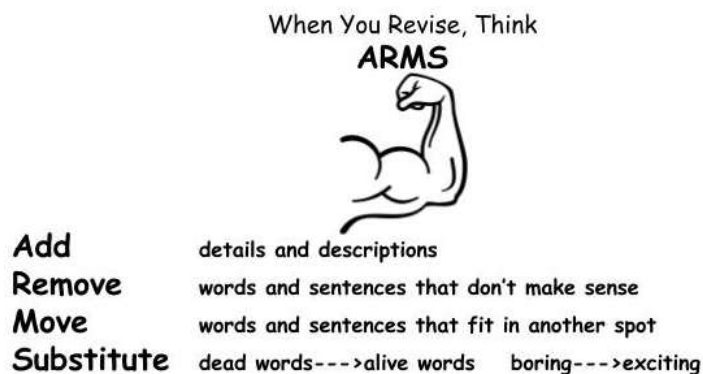 When You Revise, Think
ARMS
Add details and descriptions
Remove words and sentences that don't make sense
Move words and sentences that fit in another spot
Substitute dead words--->alive words boring--->exciting